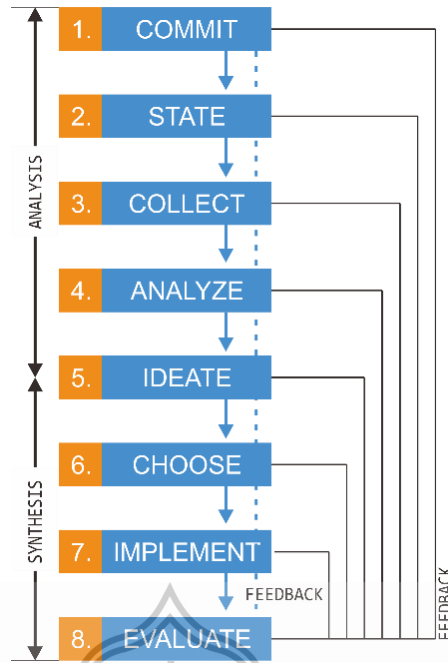 1. COMMIT
2. STATE
3. COLLECT
4. ANALYZE
5. IDEATE
6. CHOOSE
7. IMPLEMENT
8. EVALUATE
ANALYSIS
SYNTHESIS
FEEDBACK
FEEDBACK